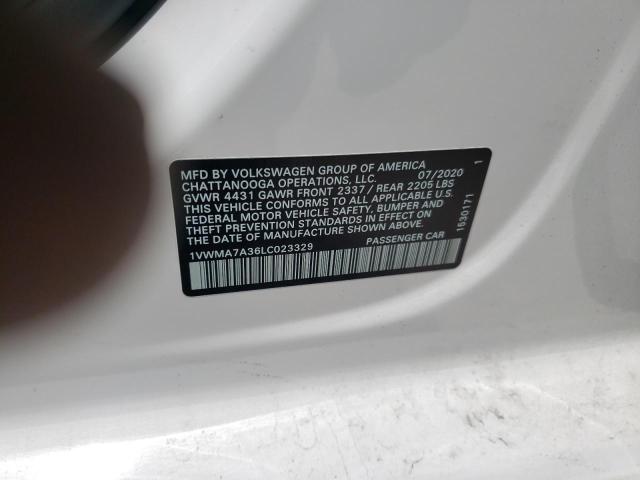 MFD BY VOLKSWAGEN GROUP OF AMERICA
CHATTANOOGA OPERATIONS, LLC. 07/2020 1
GVWR 4431 GAWR FRONT 2337 / REAR 2205 LBS
THIS VEHICLE CONFORMS TO ALL APPLICABLE U.S.
FEDERAL MOTOR VEHICLE SAFETY, BUMPER AND
THEFT PREVENTION STANDARDS IN EFFECT ON
THE DATE OF MANUFACTURE SHOWN ABOVE.
1VWMA7A36LC023329 PASSENGER CAR
1530171